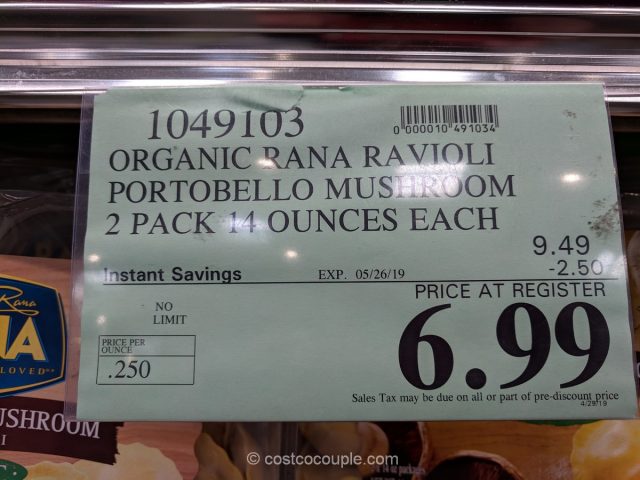 1049103
0 000010 491034
ORGANIC RANA RAVIOLI
PORTOBELLO MUSHROOM
2 PACK 14 OUNCES EACH
9.49
Instant Savings EXP. 05/26/19 -2.50
PRICE AT REGISTER
NO
LIMIT
6.99
PRICE PER
OUNCE
.250
Sales Tax may be due on all or part of pre-discount price
4/29/19
Rana
NA
LOVED
USHROOM
I
© costcocouple.com